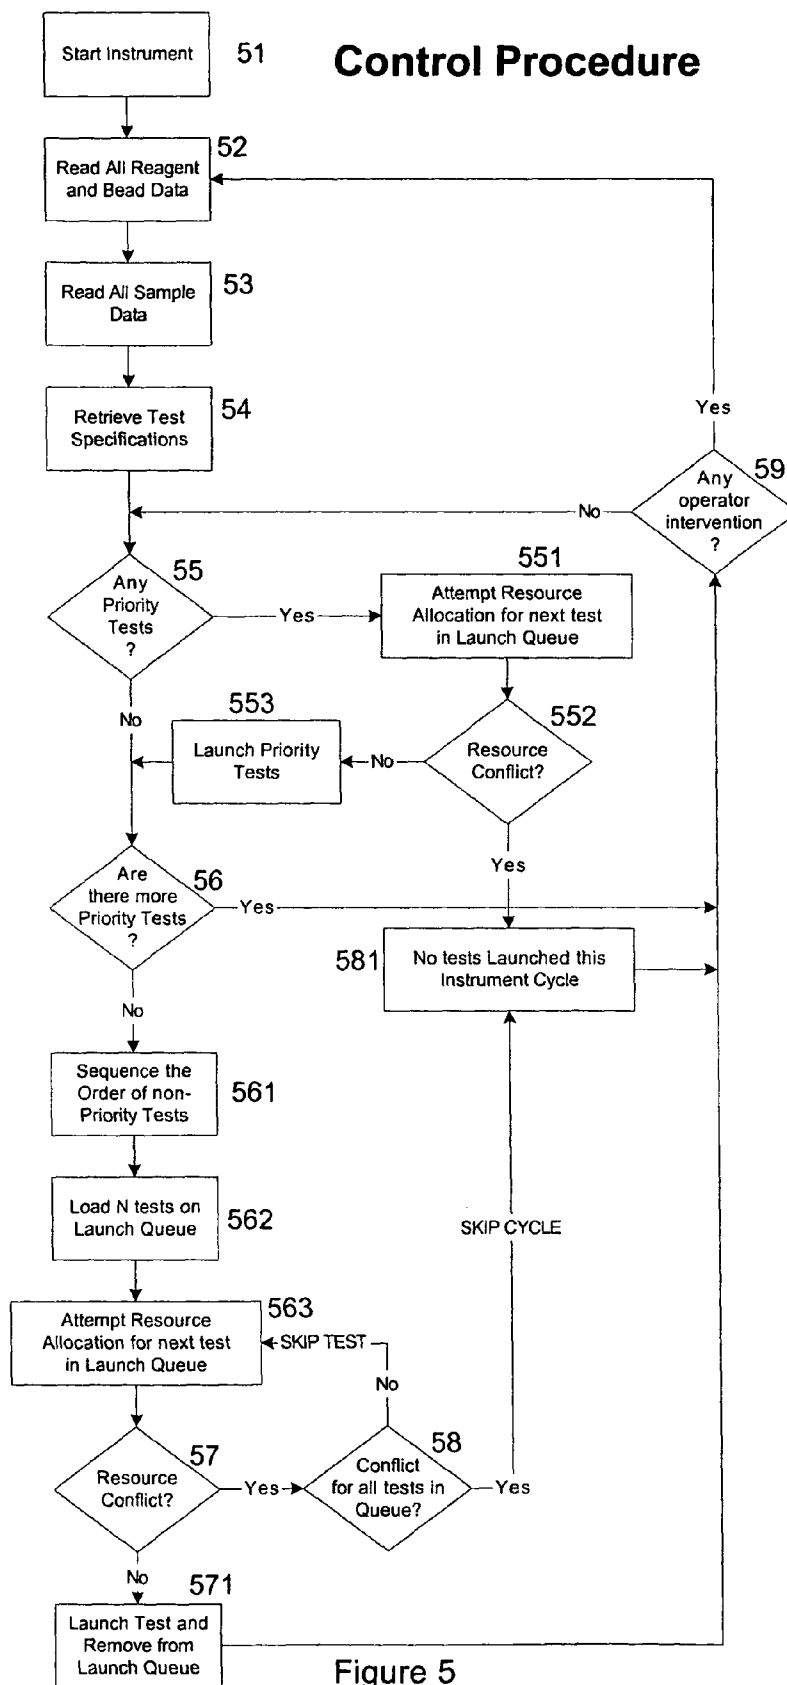 Start Instrument
51
Control Procedure
52
Read All Reagent
and Bead Data
53
Read All Sample
Data
54
Retrieve Test
Specifications
Yes
59
Any
operator
intervention
?
No
55
Any
Priority
Tests
?
Yes
551
Attempt Resource
Allocation for next test
in Launch Queue
No
553
Launch Priority
Tests
No
552
Resource
Conflict?
Yes
56
Are
there more
Priority Tests
?
Yes
581
No tests Launched this
Instrument Cycle
No
Sequence the
Order of non-
Priority Tests
561
Load N tests on
Launch Queue
562
SKIP CYCLE
563
Attempt Resource
Allocation for next test
in Launch Queue
SKIP TEST
No
57
Resource
Conflict?
Yes
58
Conflict
for all tests in
Queue?
Yes
No
571
Launch Test and
Remove from
Launch Queue
Figure 5